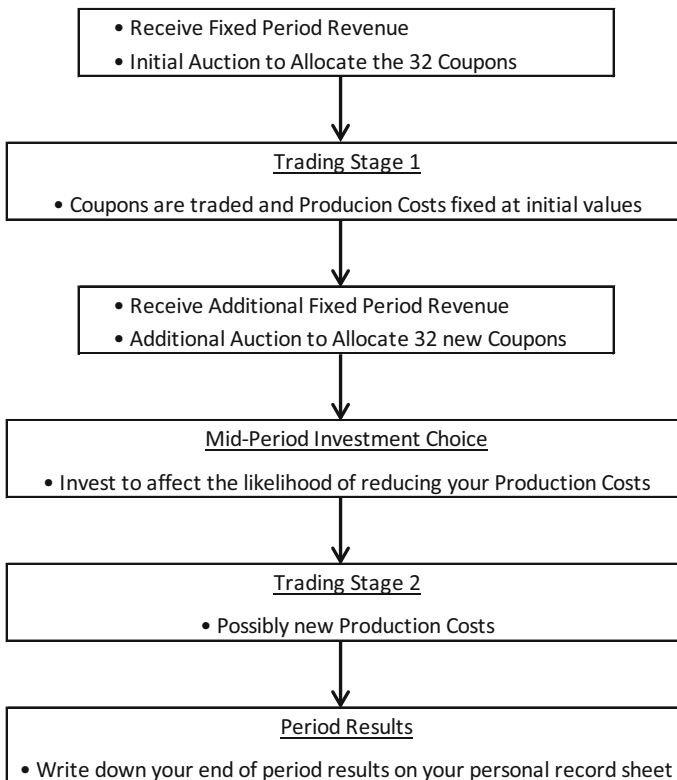 • Receive Fixed Period Revenue
• Initial Auction to Allocate the 32 Coupons
Trading Stage 1
• Coupons are traded and Producion Costs fixed at initial values
• Receive Additional Fixed Period Revenue
• Additional Auction to Allocate 32 new Coupons
Mid-Period Investment Choice
• Invest to affect the likelihood of reducing your Production Costs
Trading Stage 2
• Possibly new Production Costs
Period Results
• Write down your end of period results on your personal record sheet